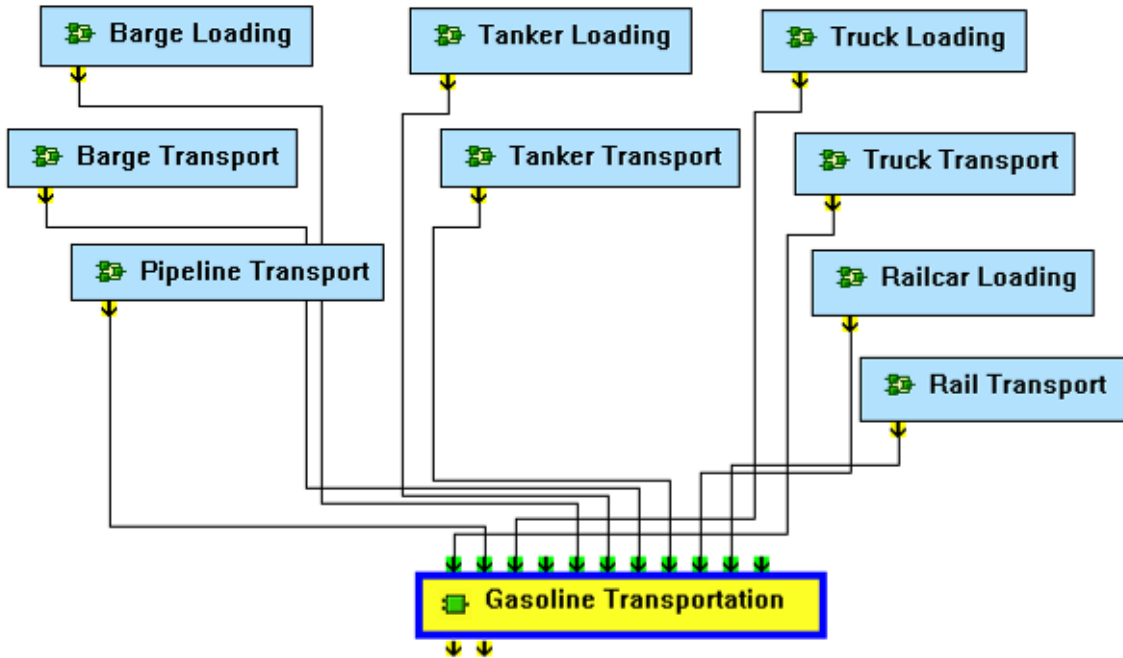 Barge Loading
Tanker Loading
Truck Loading
Barge Transport
Tanker Transport
Truck Transport
Pipeline Transport
Railcar Loading
Rail Transport
Gasoline Transportation